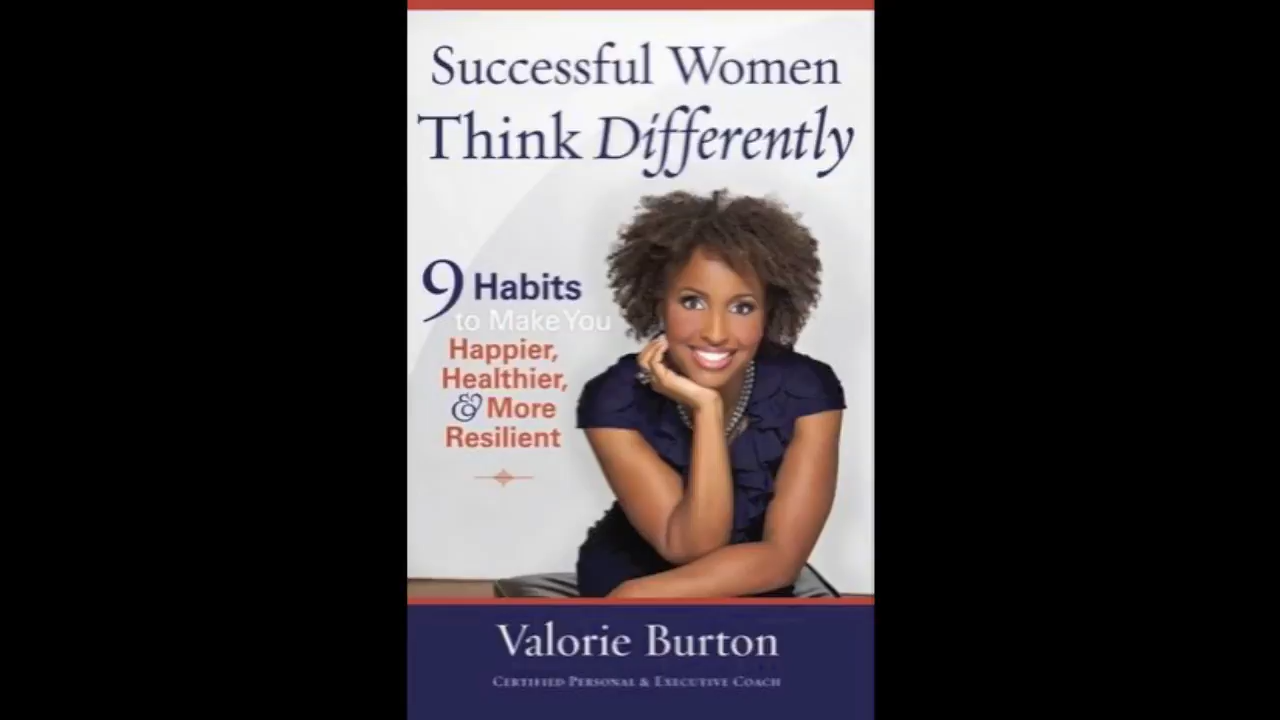 Successful Women
Think Differently
9 Habits
to Make You
Happier,
Healthier,
& More
Resilient
Valorie Burton
Certified Personal & Executive Coach